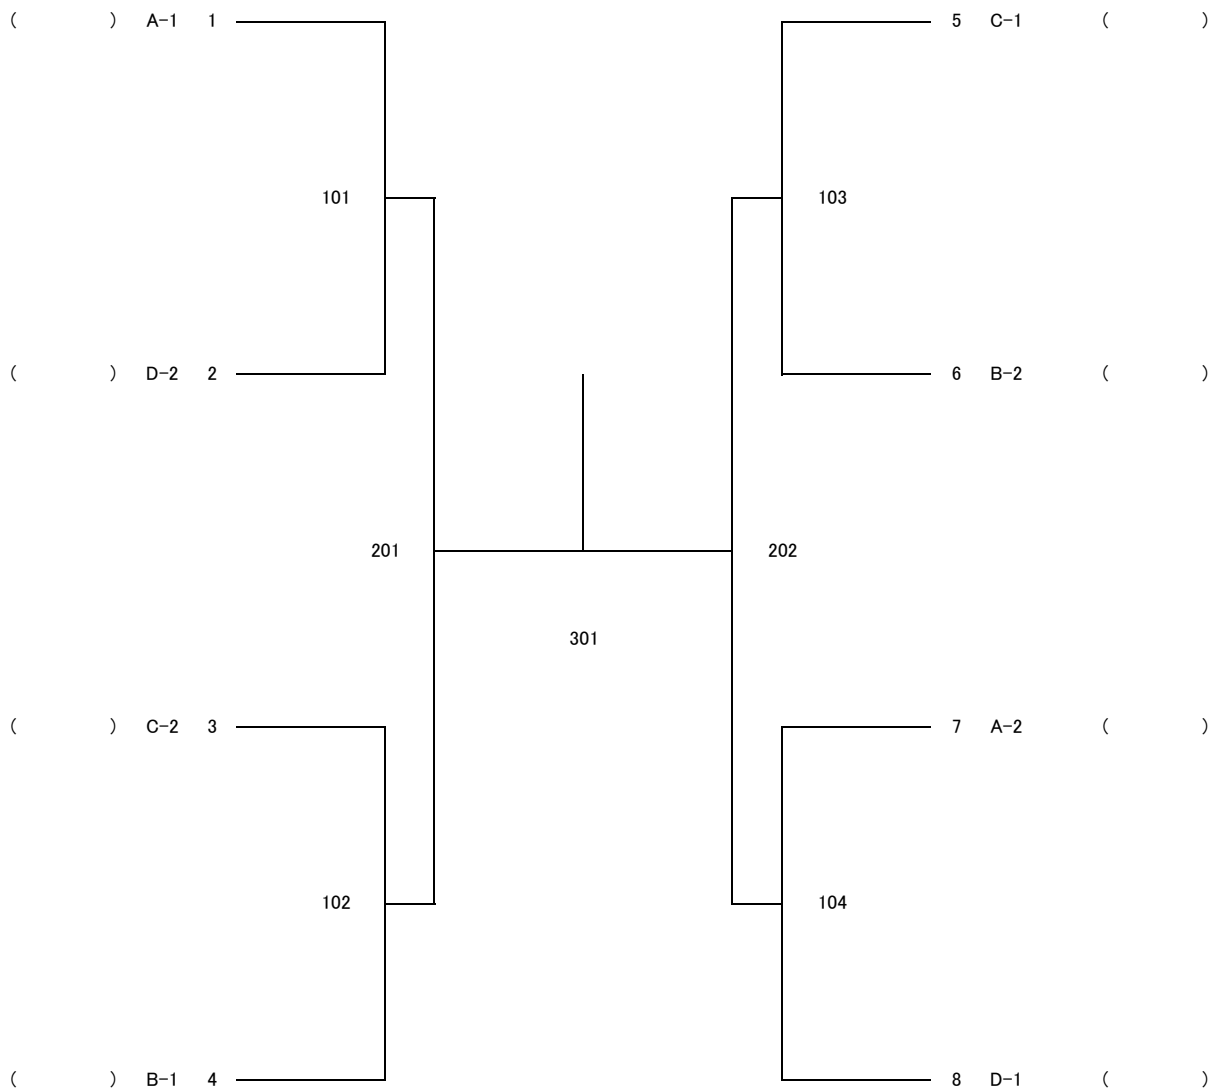 (　　　) A-1 1 5 C-1 (　　　)
101 103
(　　　) D-2 2 6 B-2 (　　　)
201 202
301
(　　　) C-2 3 7 A-2 (　　　)
102 104
(　　　) B-1 4 8 D-1 (　　　)